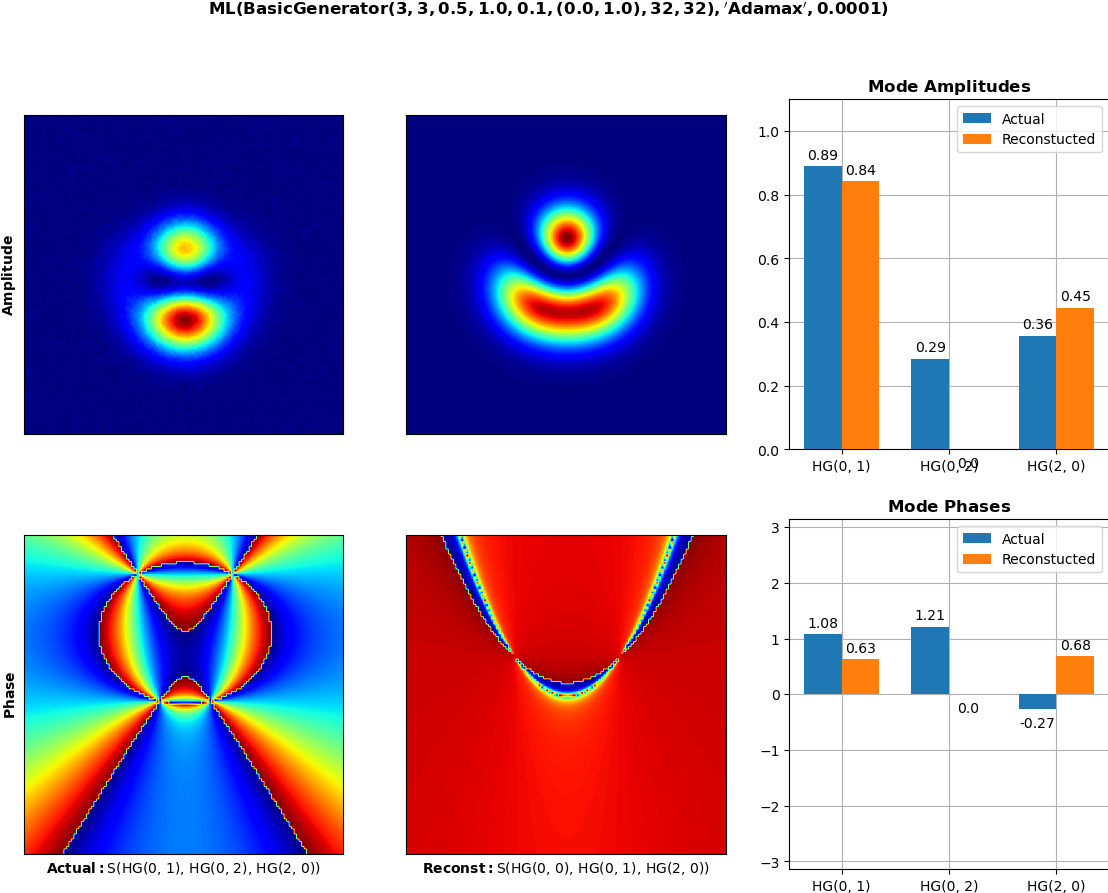 ML(BasicGenerator(3, 3, 0.5, 1.0, 0.1, (0.0, 1.0), 32, 32), ′Adamax′, 0.0001)
Amplitude
Mode Amplitudes
Actual
Reconstucted
1.0
0.8
0.6
0.4
0.2
0.0
0.89
0.84
0.29
0.0
0.36
0.45
HG(0, 1)
HG(0, 2)
HG(2, 0)
Phase
Actual: S(HG(0, 1), HG(0, 2), HG(2, 0))
Reconst: S(HG(0, 0), HG(0, 1), HG(2, 0))
Mode Phases
Actual
Reconstucted
3
2
1
0
−1
−2
−3
1.08
0.63
1.21
0.0
-0.27
0.68
HG(0, 1)
HG(0, 2)
HG(2, 0)